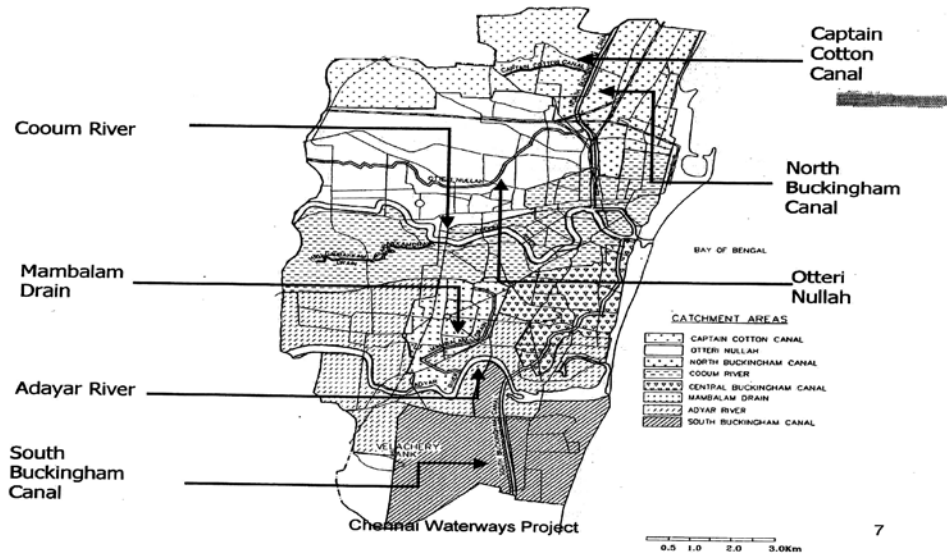 Captain
Cotton
Canal
CAPTAIN COTTON CANAL
Cooum River
North
Buckingham
Canal
OTTERI NULLAH
BAY OF BENGAL
Mambalam
Drain
Otteri
Nullah
CATCHMENT AREAS
CAPTAIN COTTON CANAL
OTTERI NULLAH
NORTH BUCKINGHAM CANAL
COOUM RIVER
CENTRAL BUCKINGHAM CANAL
MAMBALAM DRAIN
ADYAR RIVER
SOUTH BUCKINGHAM CANAL
Adayar River
ADYAR
South
Buckingham
Canal
VELACHERY
TANK
Chennai Waterways Project
7
0.5 1.0 2.0 3.0Km